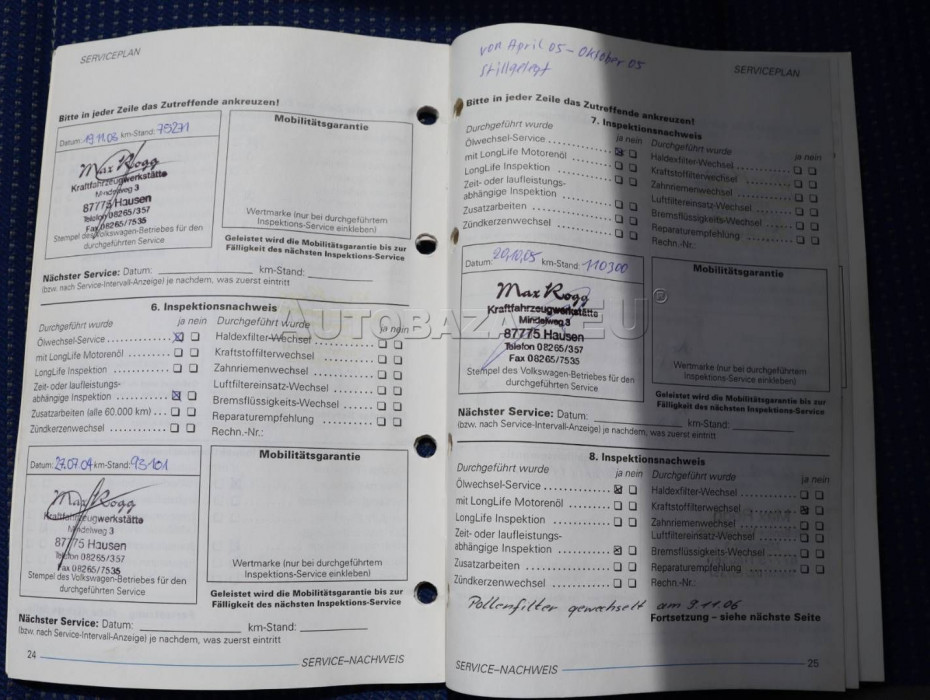 SERVICEPLAN
Bitte in jeder Zeile das Zutreffende ankreuzen!
Datum: 19.11.03 km-Stand: 75271
Max Rogg
Kraftfahrzeugwerkstätte
Mindelweg 3
87775 Hausen
Telefon 08265/357
Fax 08265/7535
Stempel des Volkswagen-Betriebes für den
durchgeführten Service
Mobilitätsgarantie
Wertmarke (nur bei durchgeführtem
Inspektions-Service einkleben)
Geleistet wird die Mobilitätsgarantie bis zur
Fälligkeit des nächsten Inspektions-Service
Nächster Service: Datum: km-Stand:
(bzw. nach Service-Intervall-Anzeige) je nachdem, was zuerst eintritt
6. Inspektionsnachweis
Durchgeführt wurde ja nein
Ölwechsel-Service
mit LongLife Motorenöl
LongLife Inspektion
Zeit- oder laufleistungs-
abhängige Inspektion
Zusatzarbeiten (alle 60.000 km)
Zündkerzenwechsel
Durchgeführt wurde ja nein
Haldexfilter-Wechsel
Kraftstoffilterwechsel
Zahnriemenwechsel
Luftfiltereinsatz-Wechsel
Bremsflüssigkeits-Wechsel
Reparaturempfehlung
Rechn.-Nr.:
Datum: 27.07.04 km-Stand: 93101
Max Rogg
Kraftfahrzeugwerkstätte
Mindelweg 3
87775 Hausen
Telefon 08265/357
Fax 08265/7535
Stempel des Volkswagen-Betriebes für den
durchgeführten Service
Mobilitätsgarantie
Wertmarke (nur bei durchgeführtem
Inspektions-Service einkleben)
Geleistet wird die Mobilitätsgarantie bis zur
Fälligkeit des nächsten Inspektions-Service
Nächster Service: Datum: km-Stand:
(bzw. nach Service-Intervall-Anzeige) je nachdem, was zuerst eintritt
24
SERVICE–NACHWEIS
von April 05 – Oktober 05
Stillgelegt
SERVICEPLAN
Bitte in jeder Zeile das Zutreffende ankreuzen!
7. Inspektionsnachweis
Durchgeführt wurde ja nein
Ölwechsel-Service
mit LongLife Motorenöl
LongLife Inspektion
Zeit- oder laufleistungs-
abhängige Inspektion
Zusatzarbeiten
Zündkerzenwechsel
Durchgeführt wurde ja nein
Haldexfilter-Wechsel
Kraftstoffilterwechsel
Zahnriemenwechsel
Luftfiltereinsatz-Wechsel
Bremsflüssigkeits-Wechsel
Reparaturempfehlung
Rechn.-Nr.:
Datum: 20.10.05 km-Stand: 110300
Max Rogg
Kraftfahrzeugwerkstätte
Mindelweg 3
87775 Hausen
Telefon 08265/357
Fax 08265/7535
Stempel des Volkswagen-Betriebes für den
durchgeführten Service
Mobilitätsgarantie
Wertmarke (nur bei durchgeführtem
Inspektions-Service einkleben)
Geleistet wird die Mobilitätsgarantie bis zur
Fälligkeit des nächsten Inspektions-Service
Nächster Service: Datum: km-Stand:
(bzw. nach Service-Intervall-Anzeige) je nachdem, was zuerst eintritt
8. Inspektionsnachweis
Durchgeführt wurde ja nein
Ölwechsel-Service
mit LongLife Motorenöl
LongLife Inspektion
Zeit- oder laufleistungs-
abhängige Inspektion
Zusatzarbeiten
Zündkerzenwechsel
Durchgeführt wurde ja nein
Haldexfilter-Wechsel
Kraftstoffilterwechsel
Zahnriemenwechsel
Luftfiltereinsatz-Wechsel
Bremsflüssigkeits-Wechsel
Reparaturempfehlung
Rechn.-Nr.:
Pollenfilter gewechselt am 9.11.06
Fortsetzung – siehe nächste Seite
SERVICE–NACHWEIS
25
AUTOBAZAR.EU©